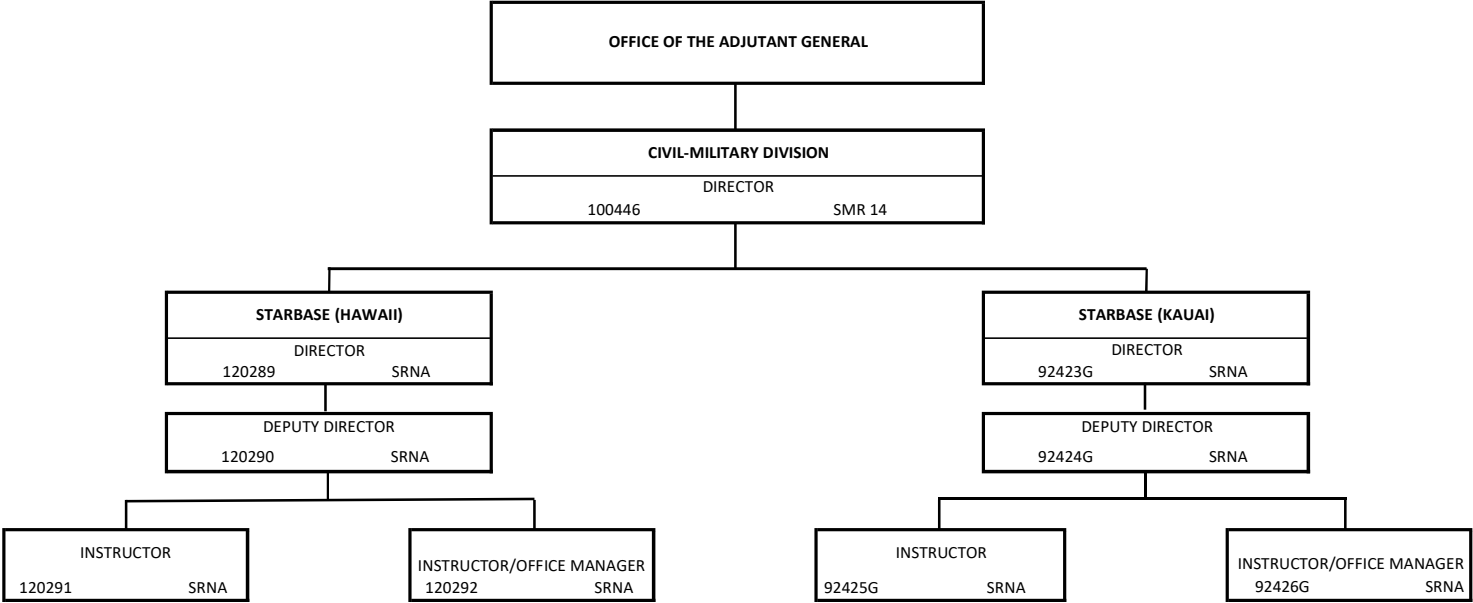 OFFICE OF THE ADJUTANT GENERAL
CIVIL-MILITARY DIVISION
DIRECTOR
100446 SMR 14
STARBASE (HAWAII)
DIRECTOR
120289 SRNA
DEPUTY DIRECTOR
120290 SRNA
INSTRUCTOR
120291 SRNA
INSTRUCTOR/OFFICE MANAGER
120292 SRNA
STARBASE (KAUAI)
DIRECTOR
92423G SRNA
DEPUTY DIRECTOR
92424G SRNA
INSTRUCTOR
92425G SRNA
INSTRUCTOR/OFFICE MANAGER
92426G SRNA